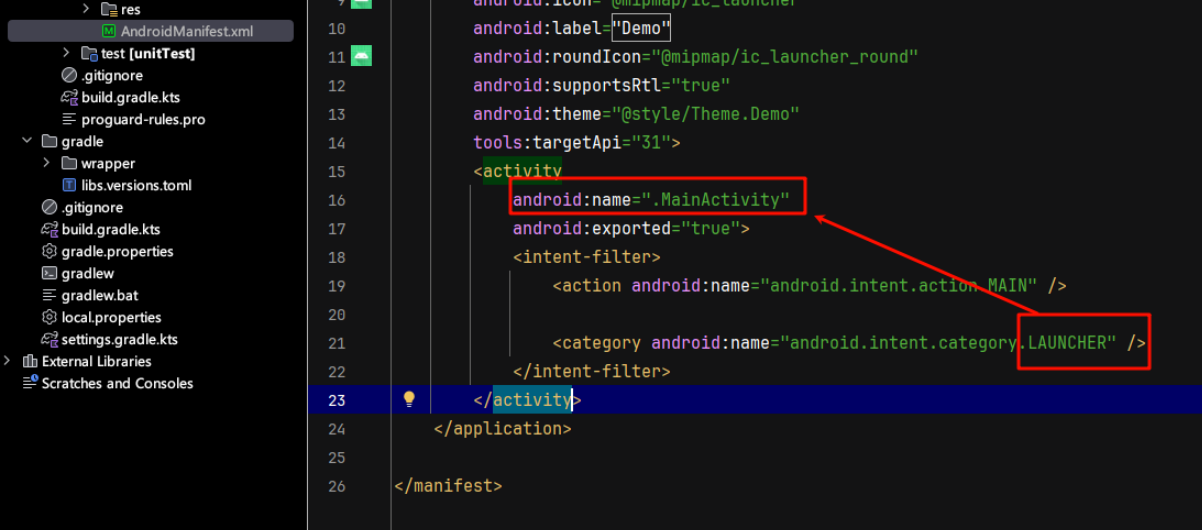 res
AndroidManifest.xml
test [unitTest]
.gitignore
build.gradle.kts
proguard-rules.pro
gradle
wrapper
libs.versions.toml
.gitignore
build.gradle.kts
gradle.properties
gradlew
gradlew.bat
local.properties
settings.gradle.kts
External Libraries
Scratches and Consoles
9 android:icon="@mipmap/ic_launcher"
10 android:label="Demo"
11 android:roundIcon="@mipmap/ic_launcher_round"
12 android:supportsRtl="true"
13 android:theme="@style/Theme.Demo"
14 tools:targetApi="31">
15 <activity
16 android:name=".MainActivity"
17 android:exported="true">
18 <intent-filter>
19 <action android:name="android.intent.action.MAIN" />
20
21 <category android:name="android.intent.category.LAUNCHER" />
22 </intent-filter>
23 </activity>
24 </application>
25
26 </manifest>